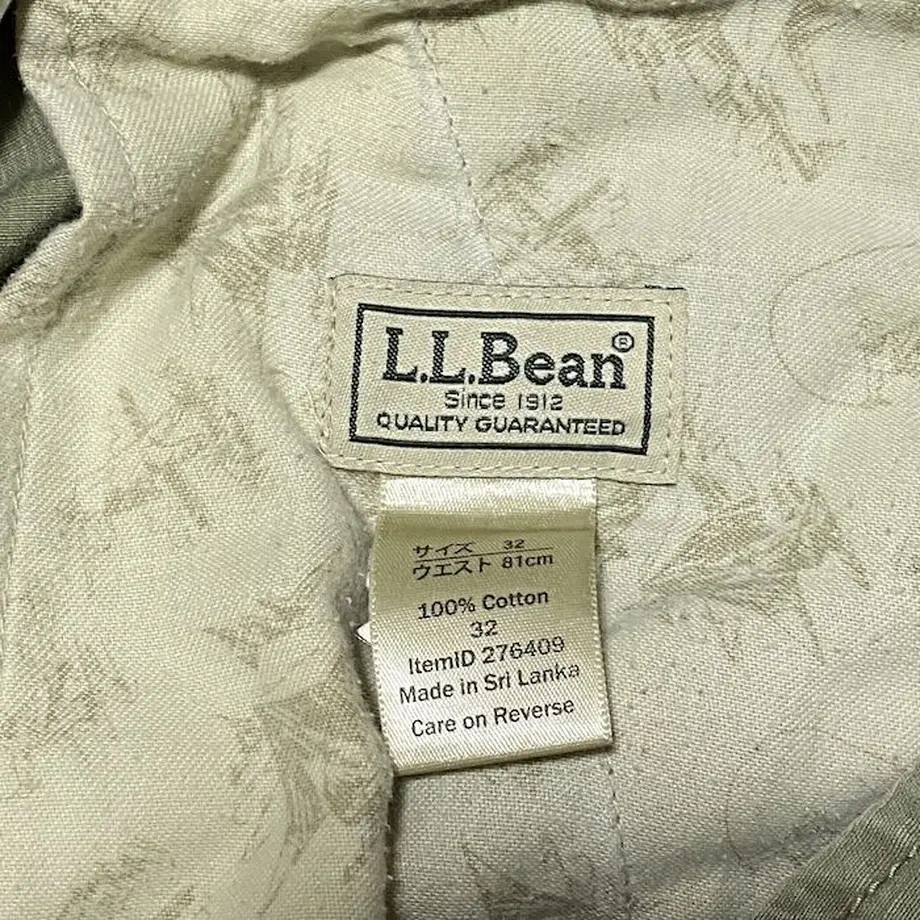 L.L.Bean®
Since 1912
QUALITY GUARANTEED
サイズ 32
ウエスト 81cm
100% Cotton
32
ItemID 276409
Made in Sri Lanka
Care on Reverse